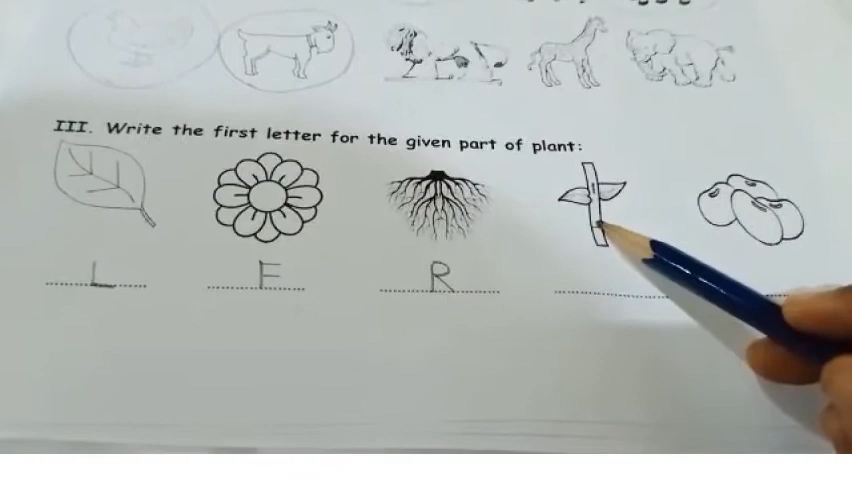 III. Write the first letter for the given part of plant:
L F R